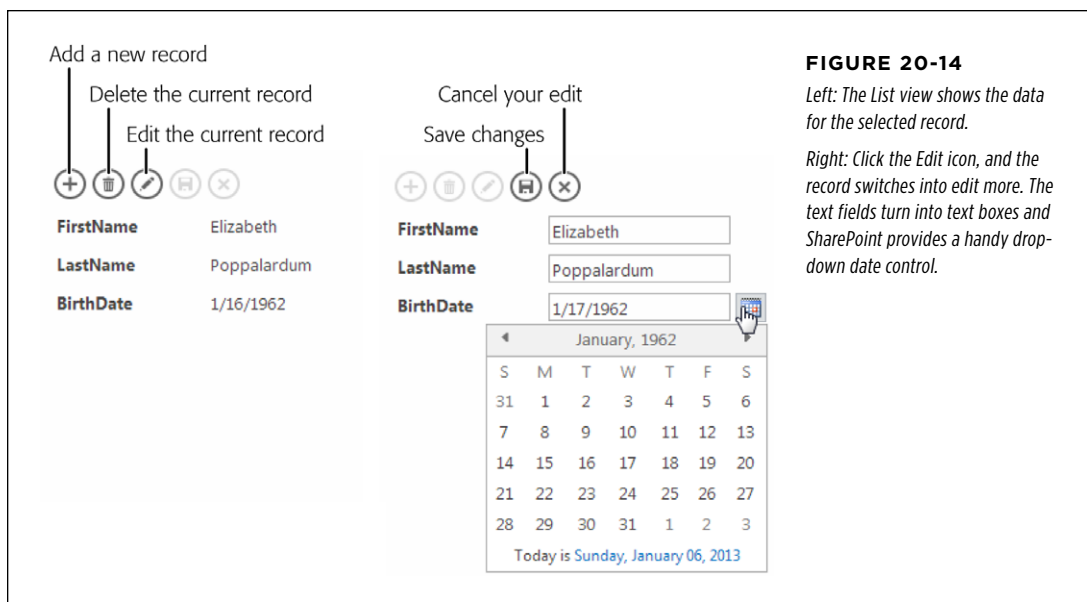 Add a new record
Delete the current record
Edit the current record
FirstName Elizabeth
LastName Poppalardum
BirthDate 1/16/1962
Cancel your edit
Save changes
FirstName Elizabeth
LastName Poppalardum
BirthDate 1/17/1962
January, 1962
S M T W T F S
31 1 2 3 4 5 6
7 8 9 10 11 12 13
14 15 16 17 18 19 20
21 22 23 24 25 26 27
28 29 30 31 1 2 3
Today is Sunday, January 06, 2013
FIGURE 20-14
Left: The List view shows the data
for the selected record.
Right: Click the Edit icon, and the
record switches into edit more. The
text fields turn into text boxes and
SharePoint provides a handy drop-
down date control.